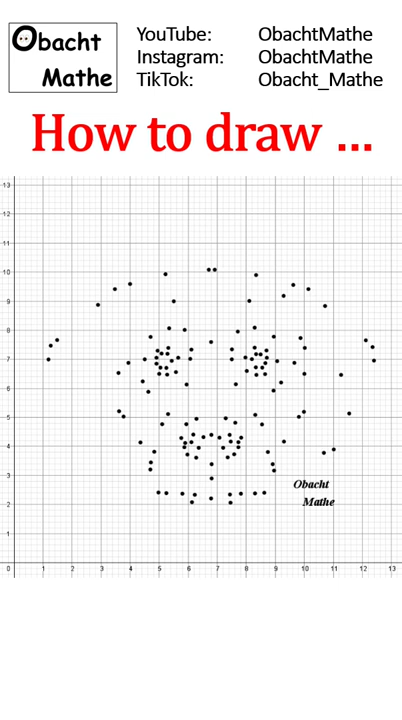 Obacht
Mathe
YouTube: ObachtMathe
Instagram: ObachtMathe
TikTok: Obacht_Mathe
How to draw ...
13
12
11
10
9
8
7
6
5
4
3
2
1
Obacht
Mathe
0 1 2 3 4 5 6 7 8 9 10 11 12 13